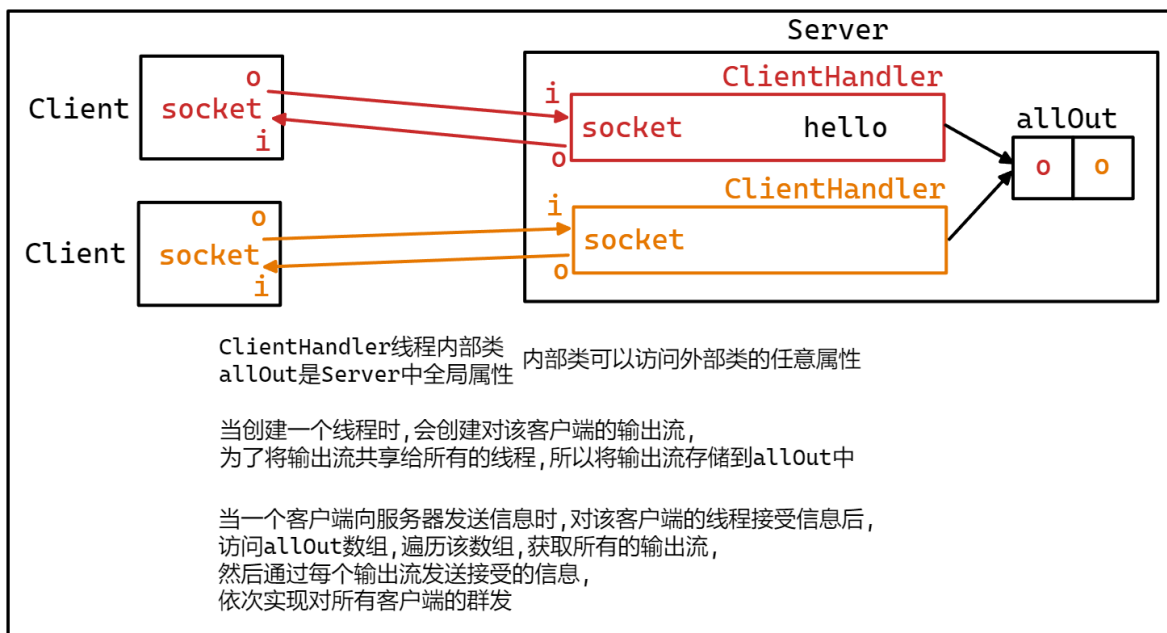 Server
ClientHandler
o
i
Client
socket
socket
hello
allOut
i
o
o
o
ClientHandler
o
i
Client
socket
socket
i
o
ClientHandler线程内部类
allOut是Server中全局属性
内部类可以访问外部类的任意属性
当创建一个线程时,会创建对该客户端的输出流,
为了将输出流共享给所有的线程,所以将输出流存储到allOut中
当一个客户端向服务器发送信息时,对该客户端的线程接受信息后,
访问allOut数组,遍历该数组,获取所有的输出流,
然后通过每个输出流发送接受的信息,
依次实现对所有客户端的群发